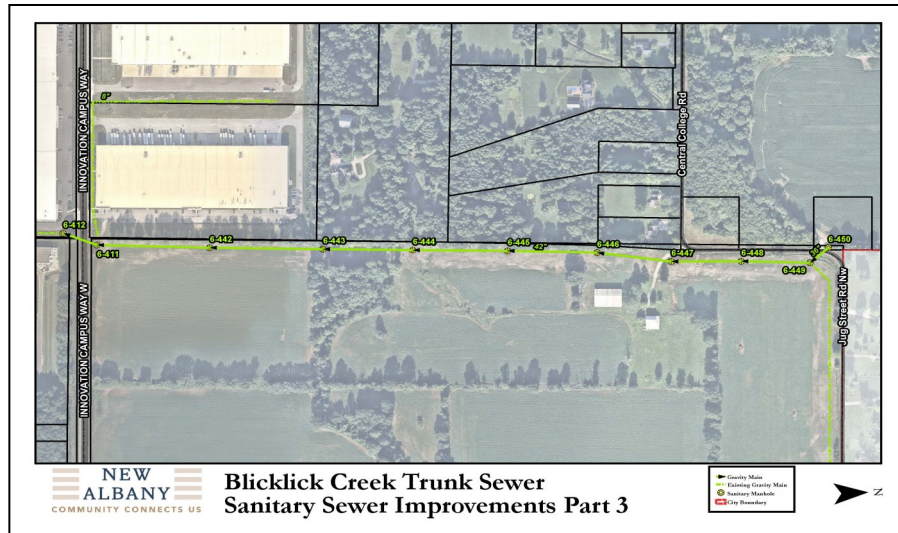 INNOVATION CAMPUS WAY
8"
Central College Rd
6-412
6-411
6-442
6-443
6-444
6-445
42"
6-446
6-447
6-448
6-449
36"
6-450
INNOVATION CAMPUS WAY W
Jug Street Rd Nw
NEW
ALBANY
COMMUNITY CONNECTS US
Blicklick Creek Trunk Sewer
Sanitary Sewer Improvements Part 3
Gravity Main
Existing Gravity Main
Sanitary Manhole
City Boundary
N